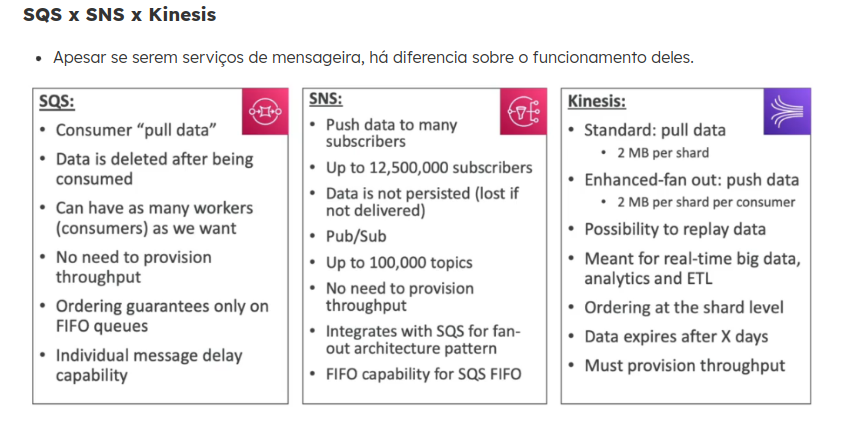 SQS x SNS x Kinesis
• Apesar se serem serviços de mensageira, há diferencia sobre o funcionamento deles.
SQS:
• Consumer “pull data”
• Data is deleted after being
consumed
• Can have as many workers
(consumers) as we want
• No need to provision
throughput
• Ordering guarantees only on
FIFO queues
• Individual message delay
capability
SNS:
• Push data to many
subscribers
• Up to 12,500,000 subscribers
• Data is not persisted (lost if
not delivered)
• Pub/Sub
• Up to 100,000 topics
• No need to provision
throughput
• Integrates with SQS for fan-
out architecture pattern
• FIFO capability for SQS FIFO
Kinesis:
• Standard: pull data
• 2 MB per shard
• Enhanced-fan out: push data
• 2 MB per shard per consumer
• Possibility to replay data
• Meant for real-time big data,
analytics and ETL
• Ordering at the shard level
• Data expires after X days
• Must provision throughput